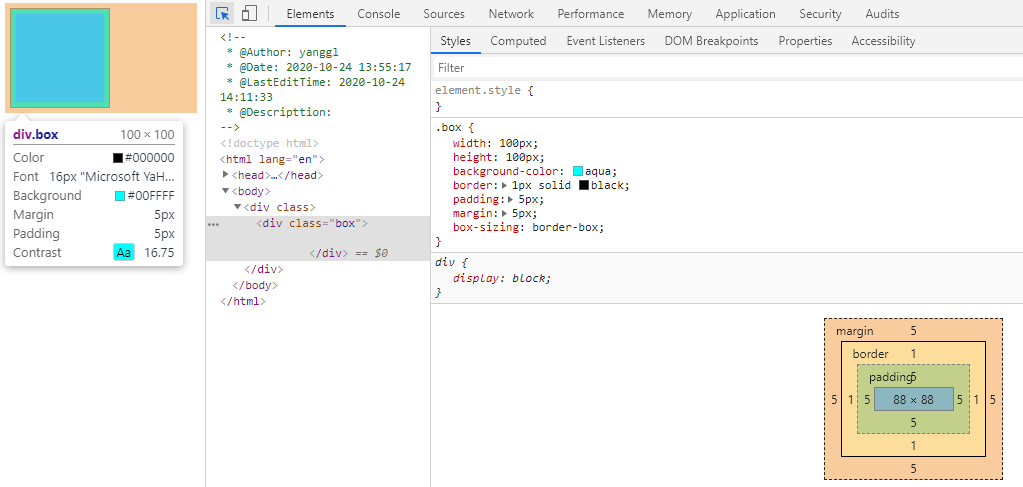 div.box 100 × 100
Color #000000
Font 16px "Microsoft YaH...
Background #00FFFF
Margin 5px
Padding 5px
Contrast Aa 16.75
Elements Console Sources Network Performance Memory Application Security Audits
<!--
* @Author: yanggl
* @Date: 2020-10-24 13:55:17
* @LastEditTime: 2020-10-24
14:11:33
* @Descripttion:
-->
<!doctype html>
<html lang="en">
<head>…</head>
<body>
<div class>
<div class="box">
</div> == $0
</div>
</body>
</html>
Styles Computed Event Listeners DOM Breakpoints Properties Accessibility
Filter
element.style {
}
.box {
width: 100px;
height: 100px;
background-color: aqua;
border: 1px solid black;
padding: 5px;
margin: 5px;
box-sizing: border-box;
}
div {
display: block;
}
margin 5
border 1
padding 5
5 1 5 88 × 88 5 1 5
5
1
5